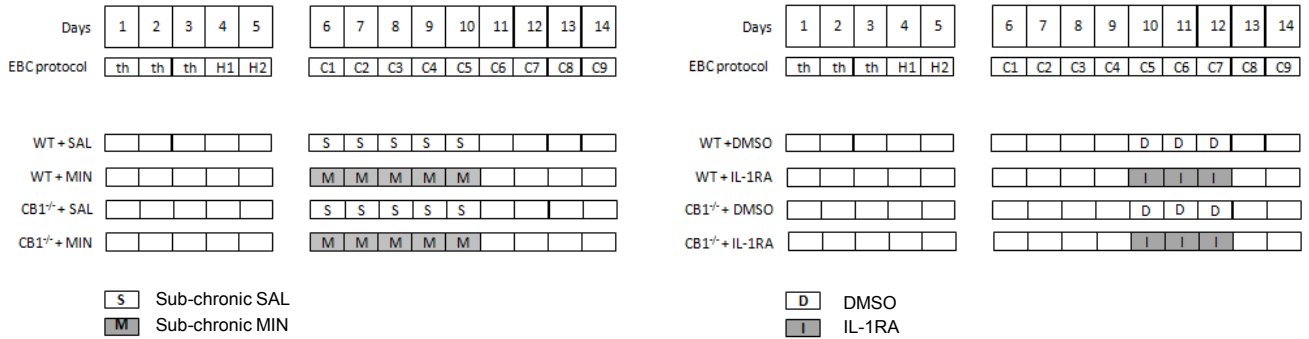 Days 1 2 3 4 5 6 7 8 9 10 11 12 13 14
EBC protocol th th th H1 H2 C1 C2 C3 C4 C5 C6 C7 C8 C9
WT + SAL S S S S S
WT + MIN M M M M M
CB1-/- + SAL S S S S S
CB1-/- + MIN M M M M M
S Sub-chronic SAL
M Sub-chronic MIN
Days 1 2 3 4 5 6 7 8 9 10 11 12 13 14
EBC protocol th th th H1 H2 C1 C2 C3 C4 C5 C6 C7 C8 C9
WT +DMSO D D D
WT + IL-1RA I I I
CB1-/- + DMSO D D D
CB1-/- + IL-1RA I I I
D DMSO
I IL-1RA